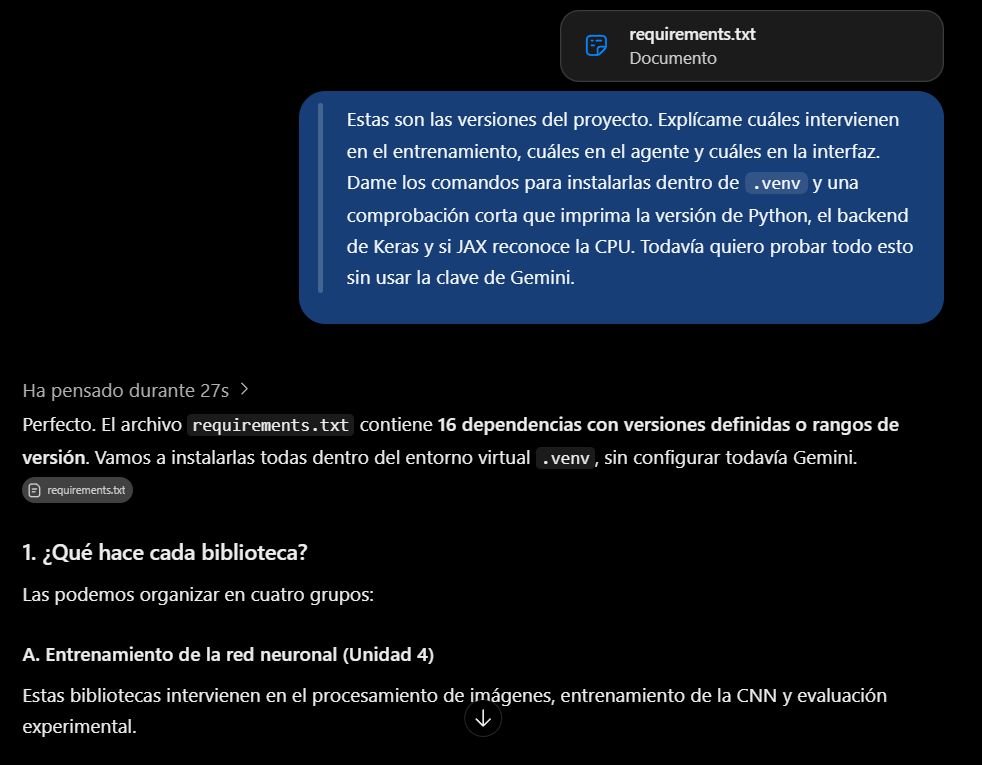 requirements.txt
Documento
Estas son las versiones del proyecto. Explícame cuáles intervienen
en el entrenamiento, cuáles en el agente y cuáles en la interfaz.
Dame los comandos para instalarlas dentro de .venv y una
comprobación corta que imprima la versión de Python, el backend
de Keras y si JAX reconoce la CPU. Todavía quiero probar todo esto
sin usar la clave de Gemini.
Ha pensado durante 27s
Perfecto. El archivo requirements.txt contiene 16 dependencias con versiones definidas o rangos de
versión. Vamos a instalarlas todas dentro del entorno virtual .venv, sin configurar todavía Gemini.
requirements.txt
1. ¿Qué hace cada biblioteca?
Las podemos organizar en cuatro grupos:
A. Entrenamiento de la red neuronal (Unidad 4)
Estas bibliotecas intervienen en el procesamiento de imágenes, entrenamiento de la CNN y evaluación
experimental.